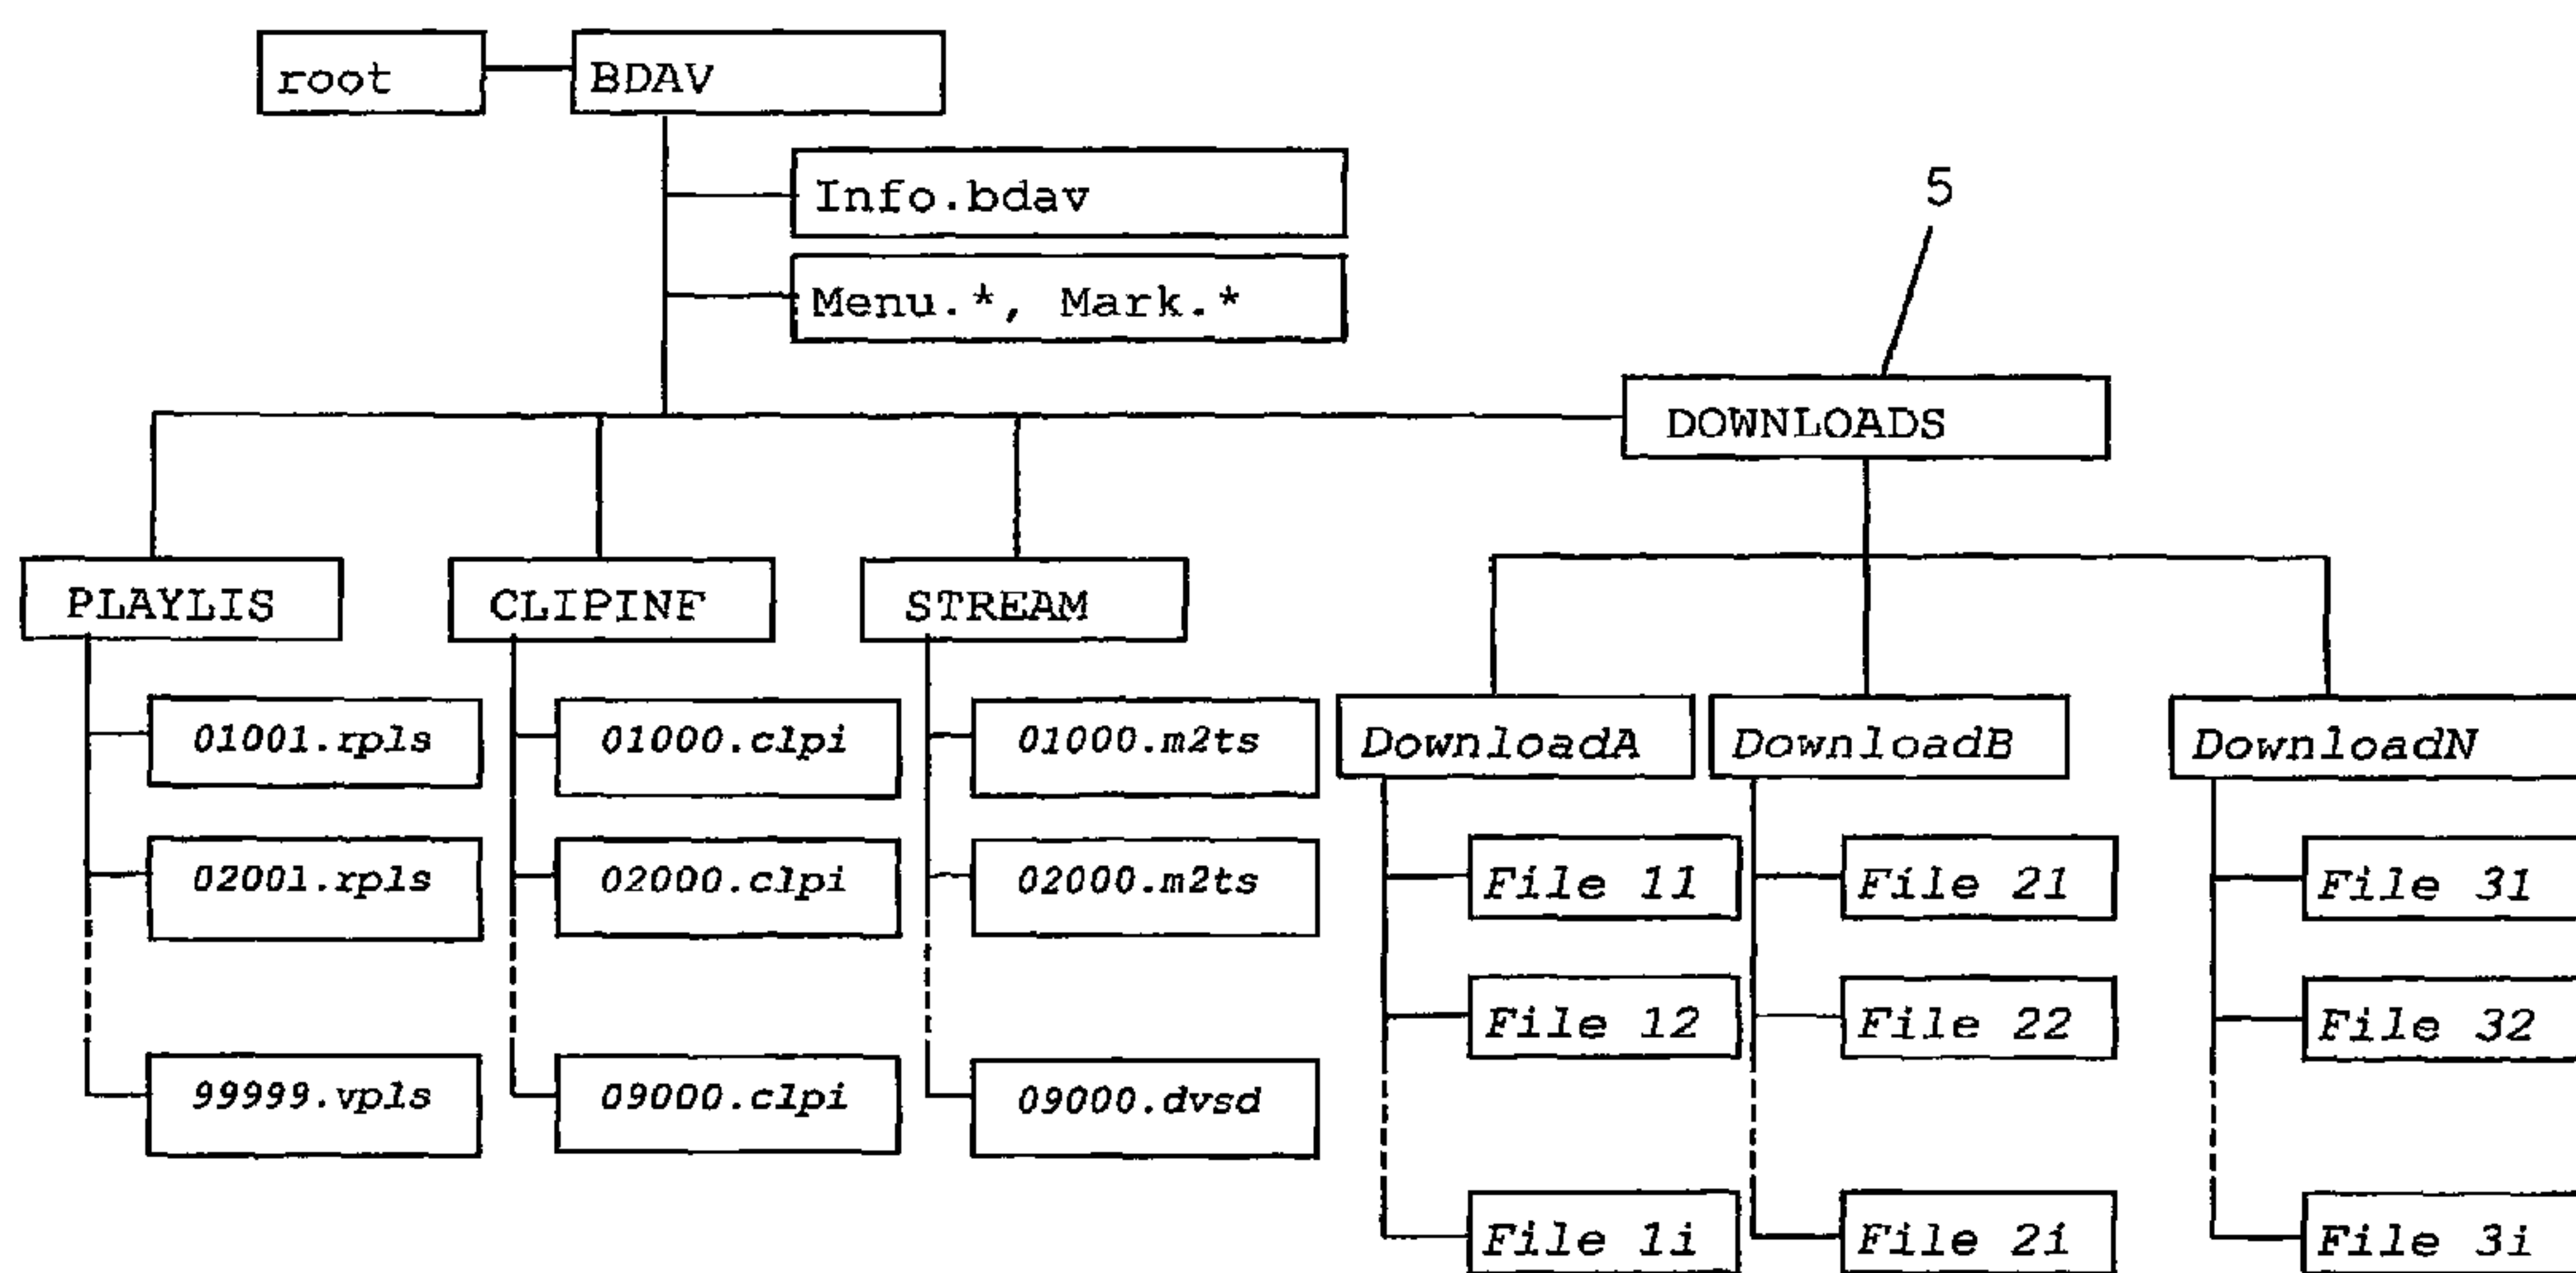 root
BDAV
Info.bdav
Menu.*, Mark.*
5
DOWNLOADS
PLAYLIS
CLIPINF
STREAM
01001.rpls
02001.rpls
99999.vpls
01000.clpi
02000.clpi
09000.clpi
01000.m2ts
02000.m2ts
09000.dvsd
DownloadA
DownloadB
DownloadN
File 11
File 12
File 1i
File 21
File 22
File 2i
File 31
File 32
File 3i